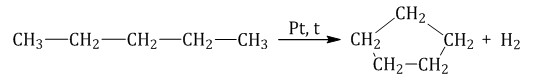 CH₃—CH₂—CH₂—CH₂—CH₃ Pt, t CH₂ CH₂ CH₂ CH₂—CH₂ + H₂